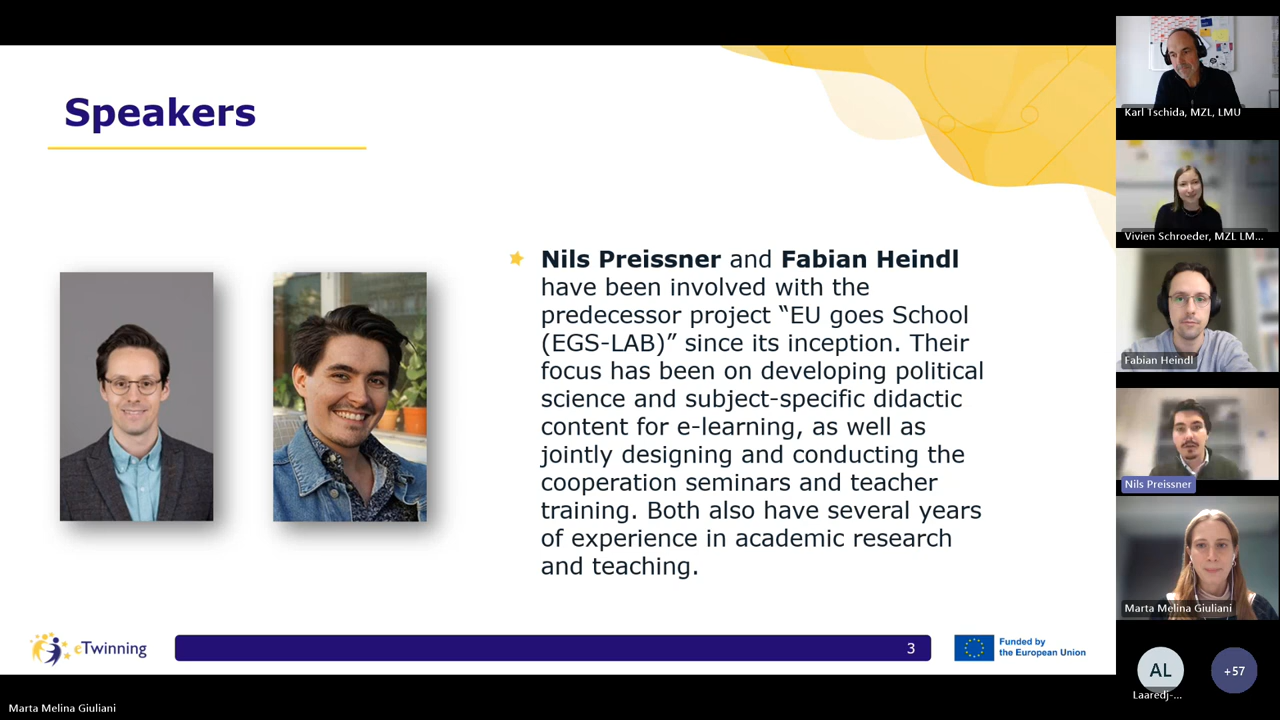 Speakers
Nils Preissner and Fabian Heindl
have been involved with the
predecessor project “EU goes School
(EGS-LAB)” since its inception. Their
focus has been on developing political
science and subject-specific didactic
content for e-learning, as well as
jointly designing and conducting the
cooperation seminars and teacher
training. Both also have several years
of experience in academic research
and teaching.
eTwinning
3
Funded by
the European Union
Marta Melina Giuliani
Karl Tschida, MZL, LMU
Vivien Schroeder, MZL LM...
Fabian Heindl
Nils Preissner
Marta Melina Giuliani
AL
Laaredj-...
+57